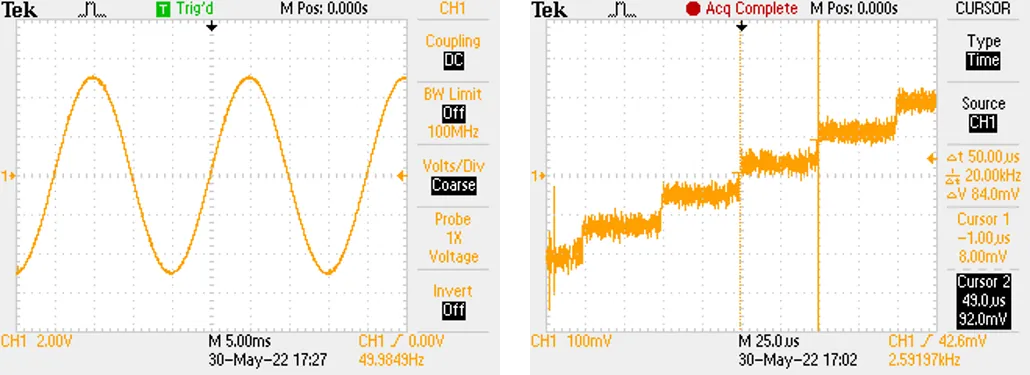 Tek
T Trig'd
M Pos: 0.000s
CH1
Coupling
DC
BW Limit
Off
100MHz
Volts/Div
Coarse
Probe
1X
Voltage
Invert
Off
1
CH1 2.00V
M 5.00ms
CH1 0.00V
30-May-22 17:27
49.9849Hz
Tek
Acq Complete
M Pos: 0.000s
CURSOR
Type
Time
Source
CH1
Δt 50.00µs
1/Δt 20.00kHz
ΔV 84.0mV
Cursor 1
-1.00µs
8.00mV
Cursor 2
49.0µs
92.0mV
1
CH1 100mV
M 25.0µs
CH1 42.6mV
30-May-22 17:02
2.59197kHz